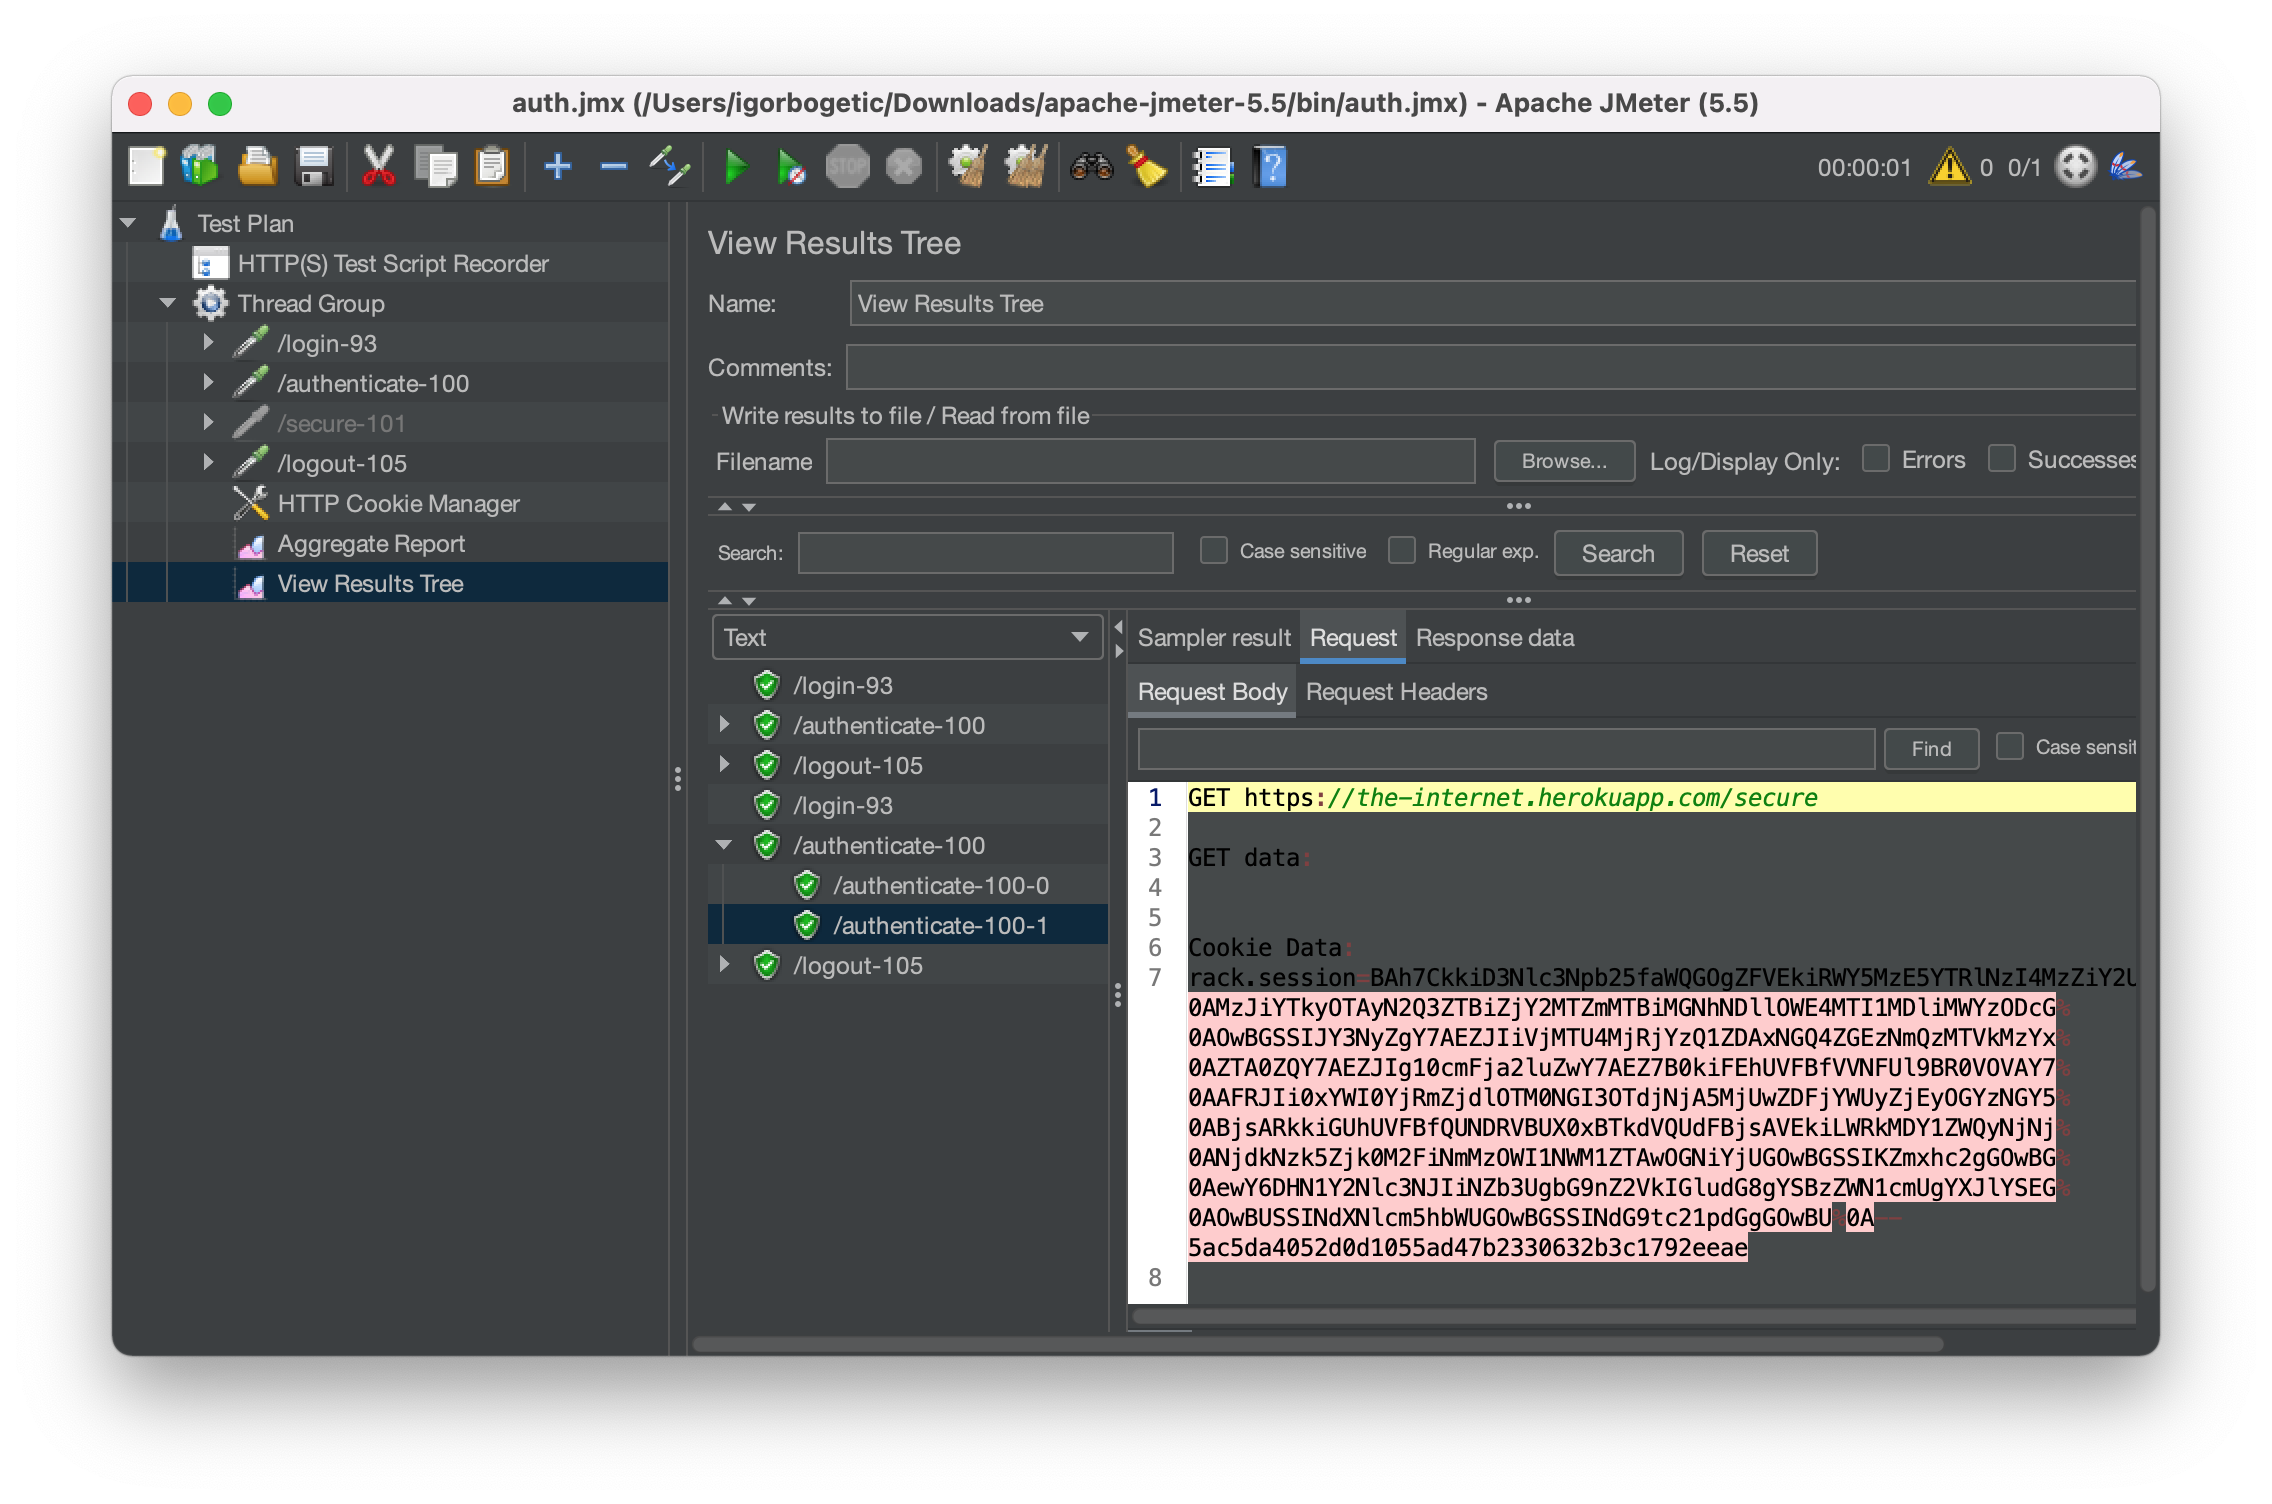 auth.jmx (/Users/igorbogetic/Downloads/apache-jmeter-5.5/bin/auth.jmx) - Apache JMeter (5.5)
STOP
00:00:01 0 0/1
Test Plan
HTTP(S) Test Script Recorder
Thread Group
/login-93
/authenticate-100
/secure-101
/logout-105
HTTP Cookie Manager
Aggregate Report
View Results Tree
View Results Tree
Name: View Results Tree
Comments:
Write results to file / Read from file
Filename Browse... Log/Display Only: Errors Successes
Search: Case sensitive Regular exp. Search Reset
Text
/login-93
/authenticate-100
/logout-105
/login-93
/authenticate-100
/authenticate-100-0
/authenticate-100-1
/logout-105
Sampler result Request Response data
Request Body Request Headers
Find Case sensit
1 GET https://the-internet.herokuapp.com/secure
2
3 GET data:
4
5
6 Cookie Data:
7 rack.session=BAh7CkkiD3Nlc3Npb25faWQGOgZFVEkiRWY5MzE5YTRlNzI4MzZiY2U
0AMzJiYTkyOTAyN2Q3ZTBiZjY2MTZmMTBiMGNhNDllOWE4MTI1MDliMWYzODcG%
0AOwBGSSIJY3NyZgY7AEZJIiVjMTU4MjRjYzQ1ZDAxNGQ4ZGEzNmQzMTVkMzYx%
0AZTA0ZQY7AEZJIg10cmFja2luZwY7AEZ7B0kiFEhUVFBfVVNFUl9BR0VOVAY7%
0AAFRJIi0xYWI0YjRmZjdlOTM0NGI3OTdjNjA5MjUwZDFjYWUyZjEyOGYzNGY5%
0ABjsARkkiGUhUVFBfQUNDRVBUX0xBTkdVQUdFBjsAVEkiLWRkMDY1ZWQyNjNj%
0ANjdkNzk5Zjk0M2FiNmMzOWI1NWM1ZTAwOGNiYjUGOwBGSSIKZmxhc2gGOwBG%
0AewY6DHN1Y2Nlc3NJIiNZb3UgbG9nZ2VkIGludG8gYSBzZWN1cmUgYXJlYSEG%
0AOwBUSSINdXNlcm5hbWUGOwBGSSINdG9tc21pdGgGOwBU%0A--
5ac5da4052d0d1055ad47b2330632b3c1792eeae
8